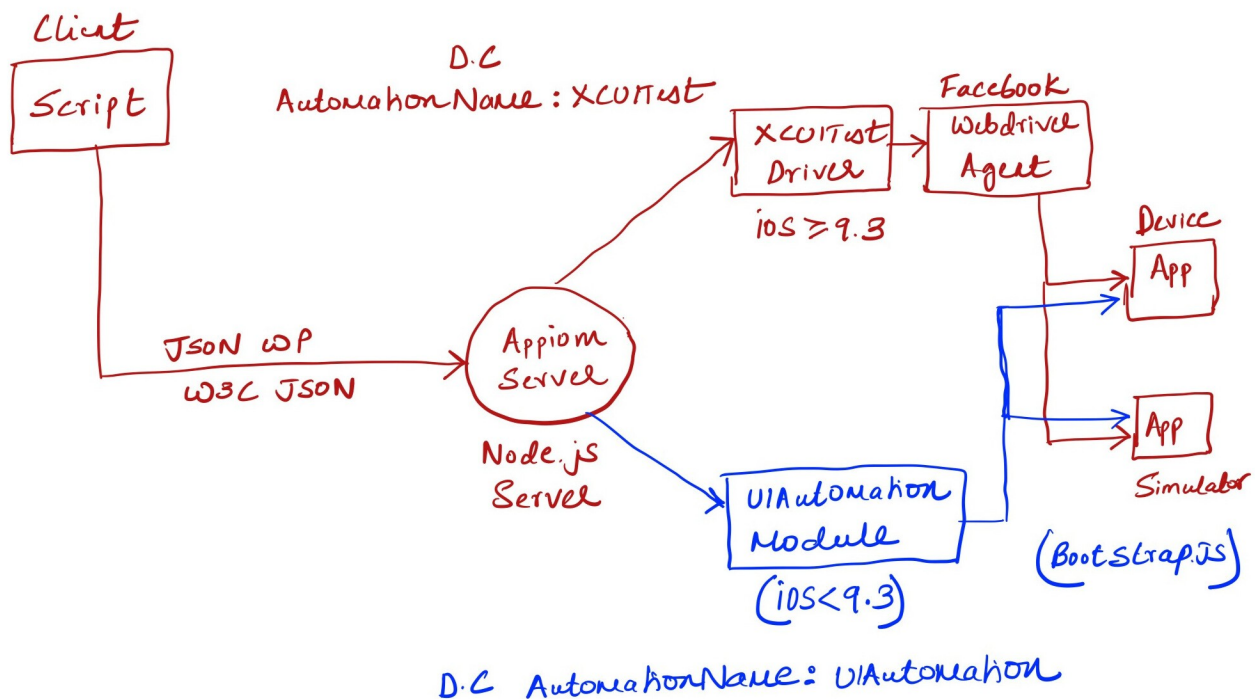 Client
Script
D.C
AutomationName: XCUITest
XCUITest
Driver
iOS ≥ 9.3
Facebook
Webdriver
Agent
Device
App
JSON WP
W3C JSON
Appium
Server
Node.js
Server
App
Simulator
UIAutomation
Module
(iOS<9.3)
(BootStrap.JS)
D.C AutomationName: UIAutomation